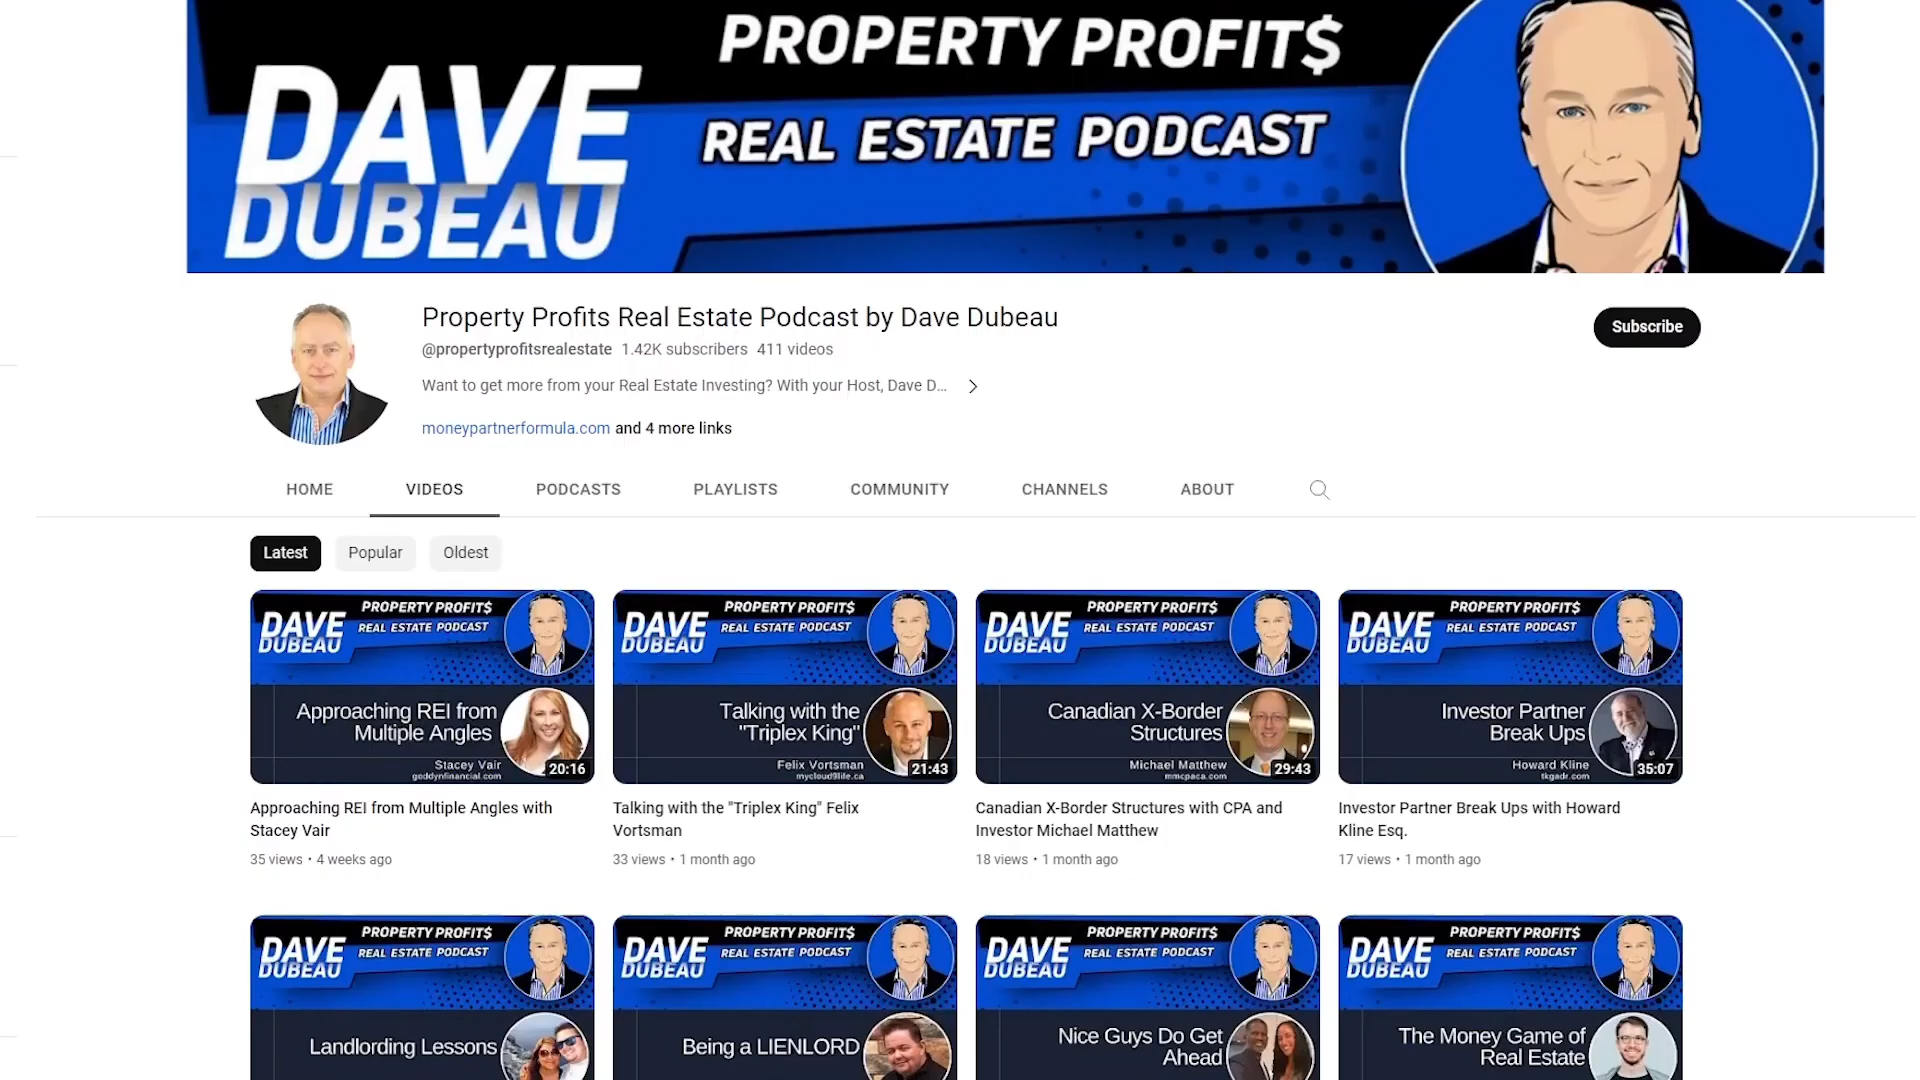 PROPERTY PROFIT$
DAVE
REAL ESTATE PODCAST
DUBEAU
Property Profits Real Estate Podcast by Dave Dubeau
Subscribe
@propertyprofitsrealestate 1.42K subscribers 411 videos
Want to get more from your Real Estate Investing? With your Host, Dave D...
moneypartnerformula.com and 4 more links
HOME VIDEOS PODCASTS PLAYLISTS COMMUNITY CHANNELS ABOUT
Latest Popular Oldest
PROPERTY PROFIT$
DAVE
REAL ESTATE PODCAST
DUBEAU
Approaching REI from
Multiple Angles
Stacey Vair
goddynfinancial.com
20:16
Approaching REI from Multiple Angles with
Stacey Vair
35 views • 4 weeks ago
PROPERTY PROFIT$
DAVE
REAL ESTATE PODCAST
DUBEAU
Talking with the
"Triplex King"
Felix Vortsman
mycloud9life.ca
21:43
Talking with the "Triplex King" Felix
Vortsman
33 views • 1 month ago
PROPERTY PROFIT$
DAVE
REAL ESTATE PODCAST
DUBEAU
Canadian X-Border
Structures
Michael Matthew
mmcpaca.com
29:43
Canadian X-Border Structures with CPA and
Investor Michael Matthew
18 views • 1 month ago
PROPERTY PROFIT$
DAVE
REAL ESTATE PODCAST
DUBEAU
Investor Partner
Break Ups
Howard Kline
tkgadr.com
35:07
Investor Partner Break Ups with Howard
Kline Esq.
17 views • 1 month ago
PROPERTY PROFIT$
DAVE
REAL ESTATE PODCAST
DUBEAU
Landlording Lessons
PROPERTY PROFIT$
DAVE
REAL ESTATE PODCAST
DUBEAU
Being a LIENLORD
PROPERTY PROFIT$
DAVE
REAL ESTATE PODCAST
DUBEAU
Nice Guys Do Get
Ahead
PROPERTY PROFIT$
DAVE
REAL ESTATE PODCAST
DUBEAU
The Money Game of
Real Estate